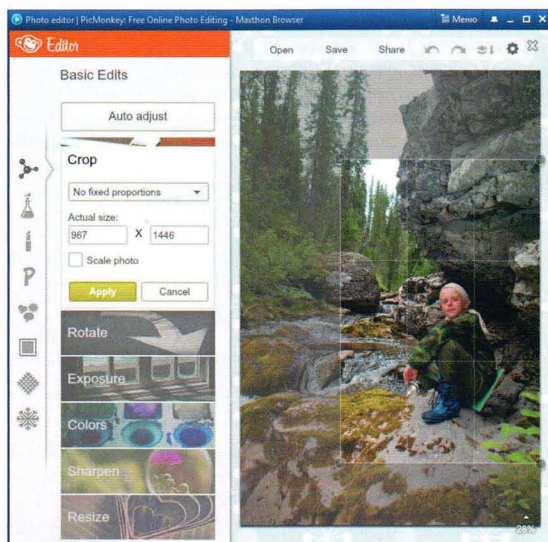 Photo editor | PicMonkey: Free Online Photo Editing - Maxthon Browser
Меню
Editor
Open Save Share
Basic Edits
Auto adjust
Crop
No fixed proportions
Actual size:
967 X 1446
Scale photo
Apply Cancel
Rotate
Exposure
Colors
Sharpen
Resize
P
28%